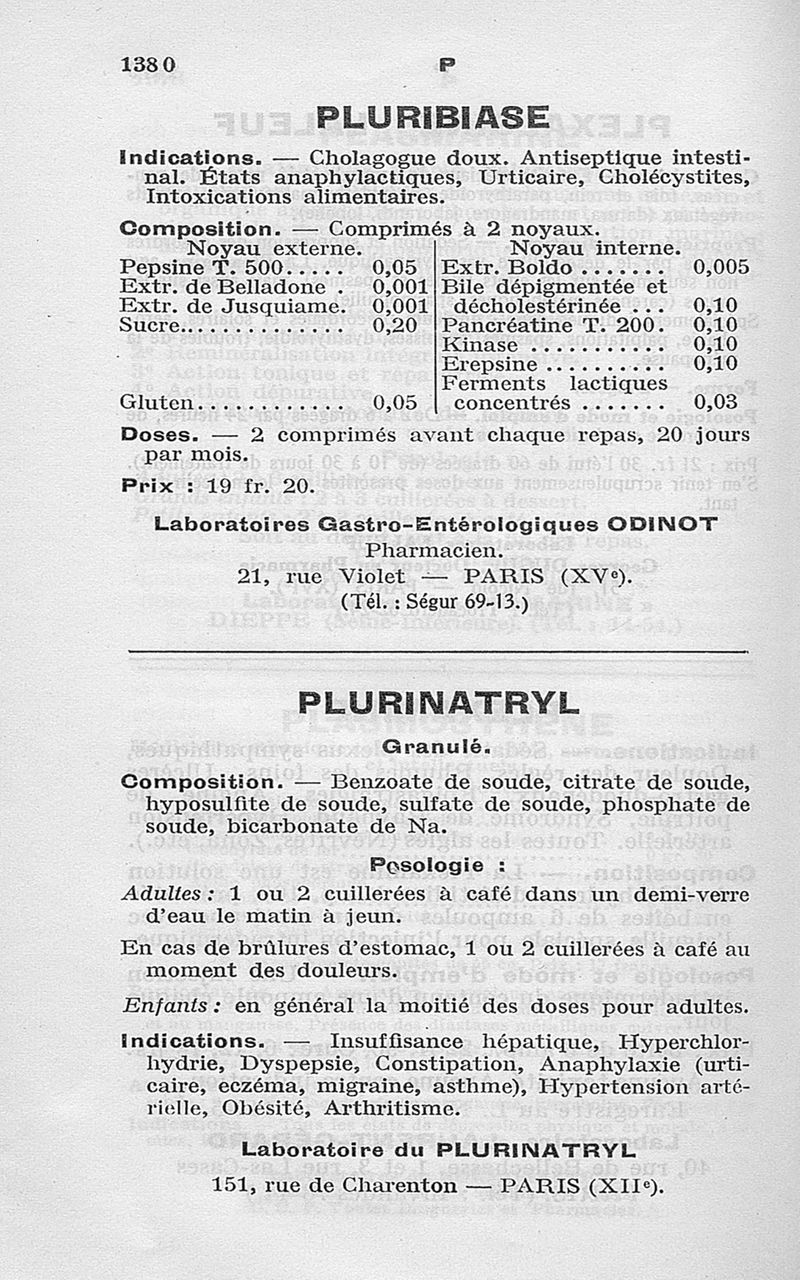 1380 P
PLURIBIASE
Indications. — Cholagogue doux. Antiseptique intesti-
nal. États anaphylactiques, Urticaire, Cholécystites,
Intoxications alimentaires.
Composition. — Comprimés à 2 noyaux.
Noyau externe. Noyau interne.
Pepsine T. 500..... 0,05 Extr. Boldo ....... 0,005
Extr. de Belladone . 0,001 Bile dépigmentée et
Extr. de Jusquiame. 0,001 décholestérinée ... 0,10
Sucre............... 0,20 Pancréatine T. 200. 0,10
Kinase ............ 0,10
Erepsine .......... 0,10
Ferments lactiques
Gluten............. 0,05 concentrés ....... 0,03
Doses. — 2 comprimés avant chaque repas, 20 jours
par mois.
Prix : 19 fr. 20.
Laboratoires Gastro-Entérologiques ODINOT
Pharmacien.
21, rue Violet — PARIS (XVe).
(Tél. : Ségur 69-13.)
PLURINATRYL
Granulé.
Composition. — Benzoate de soude, citrate de soude,
hyposulfite de soude, sulfate de soude, phosphate de
soude, bicarbonate de Na.
Posologie :
Adultes : 1 ou 2 cuillerées à café dans un demi-verre
d'eau le matin à jeun.
En cas de brûlures d'estomac, 1 ou 2 cuillerées à café au
moment des douleurs.
Enfants : en général la moitié des doses pour adultes.
Indications. — Insuffisance hépatique, Hyperchlor-
hydrie, Dyspepsie, Constipation, Anaphylaxie (urti-
caire, eczéma, migraine, asthme), Hypertension arté-
rielle, Obésité, Arthritisme.
Laboratoire du PLURINATRYL
151, rue de Charenton — PARIS (XIIe).